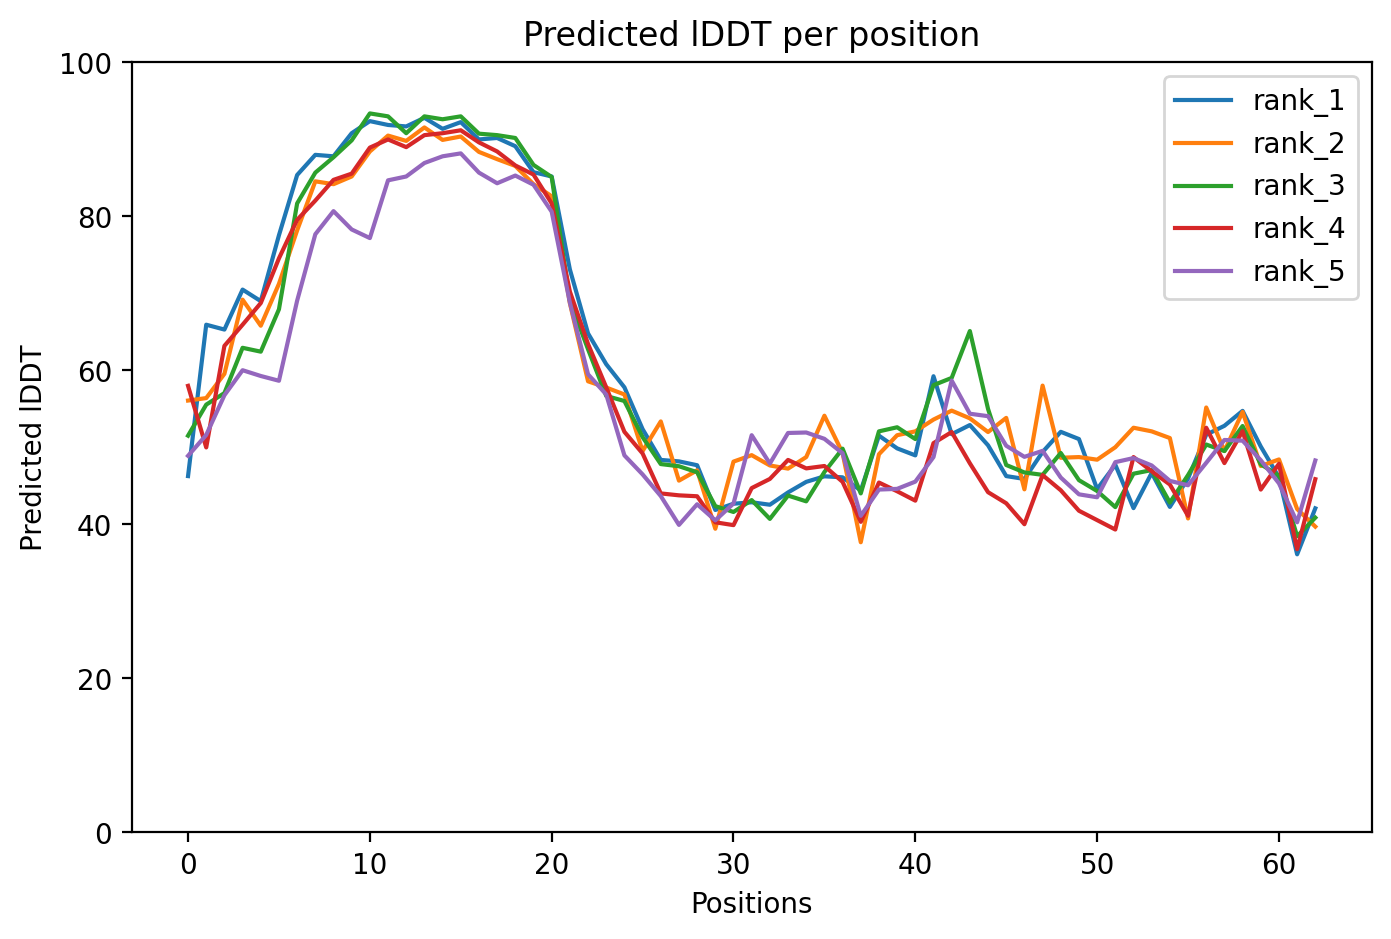 Predicted lDDT per position
100
80
60
40
20
0
Predicted lDDT
rank_1
rank_2
rank_3
rank_4
rank_5
0 10 20 30 40 50 60
Positions